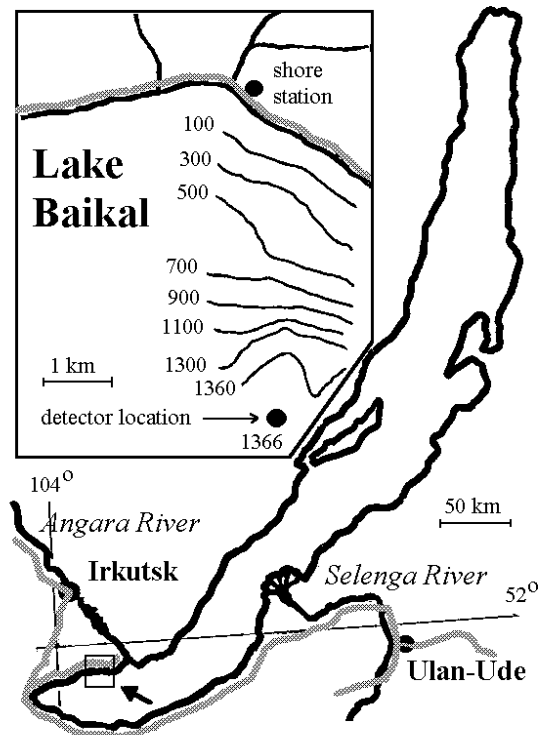 shore
station
100
Lake
Baikal
300
500
700
900
1100
1300
1360
1 km
detector location
1366
104°
50 km
Angara River
Irkutsk
Selenga River
52°
Ulan-Ude